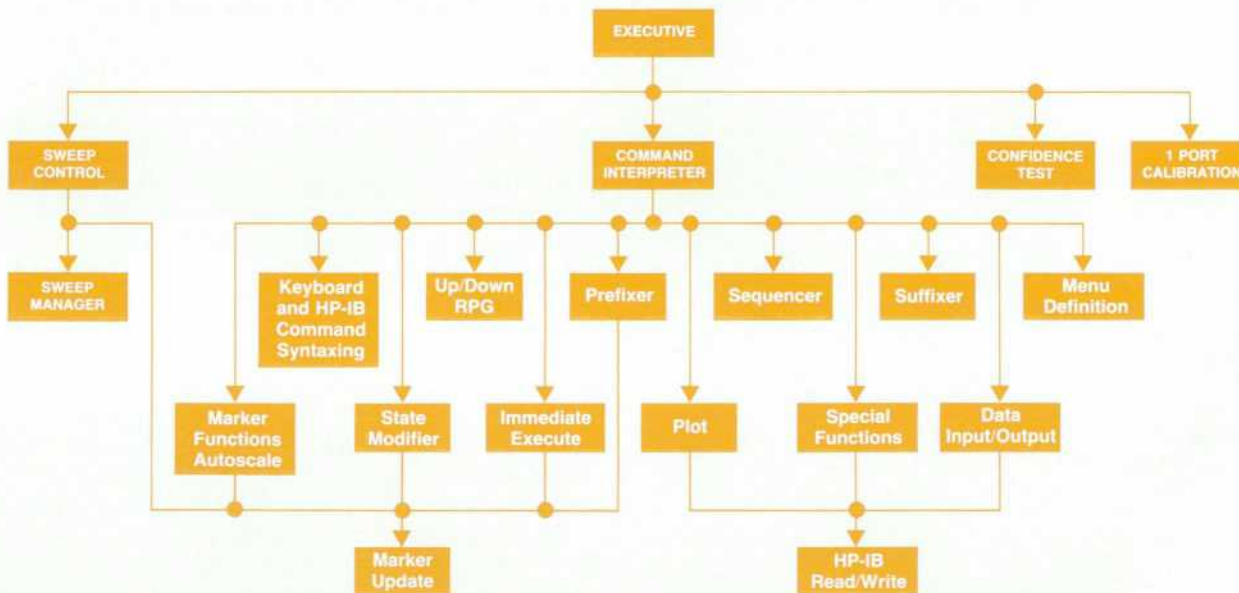 EXECUTIVE
SWEEP
CONTROL
COMMAND
INTERPRETER
CONFIDENCE
TEST
1 PORT
CALIBRATION
SWEEP
MANAGER
Keyboard
and HP-IB
Command
Syntaxing
Up/Down
RPG
Prefixer
Sequencer
Suffixer
Menu
Definition
Marker
Functions
Autoscale
State
Modifier
Immediate
Execute
Plot
Special
Functions
Data
Input/Output
Marker
Update
HP-IB
Read/Write